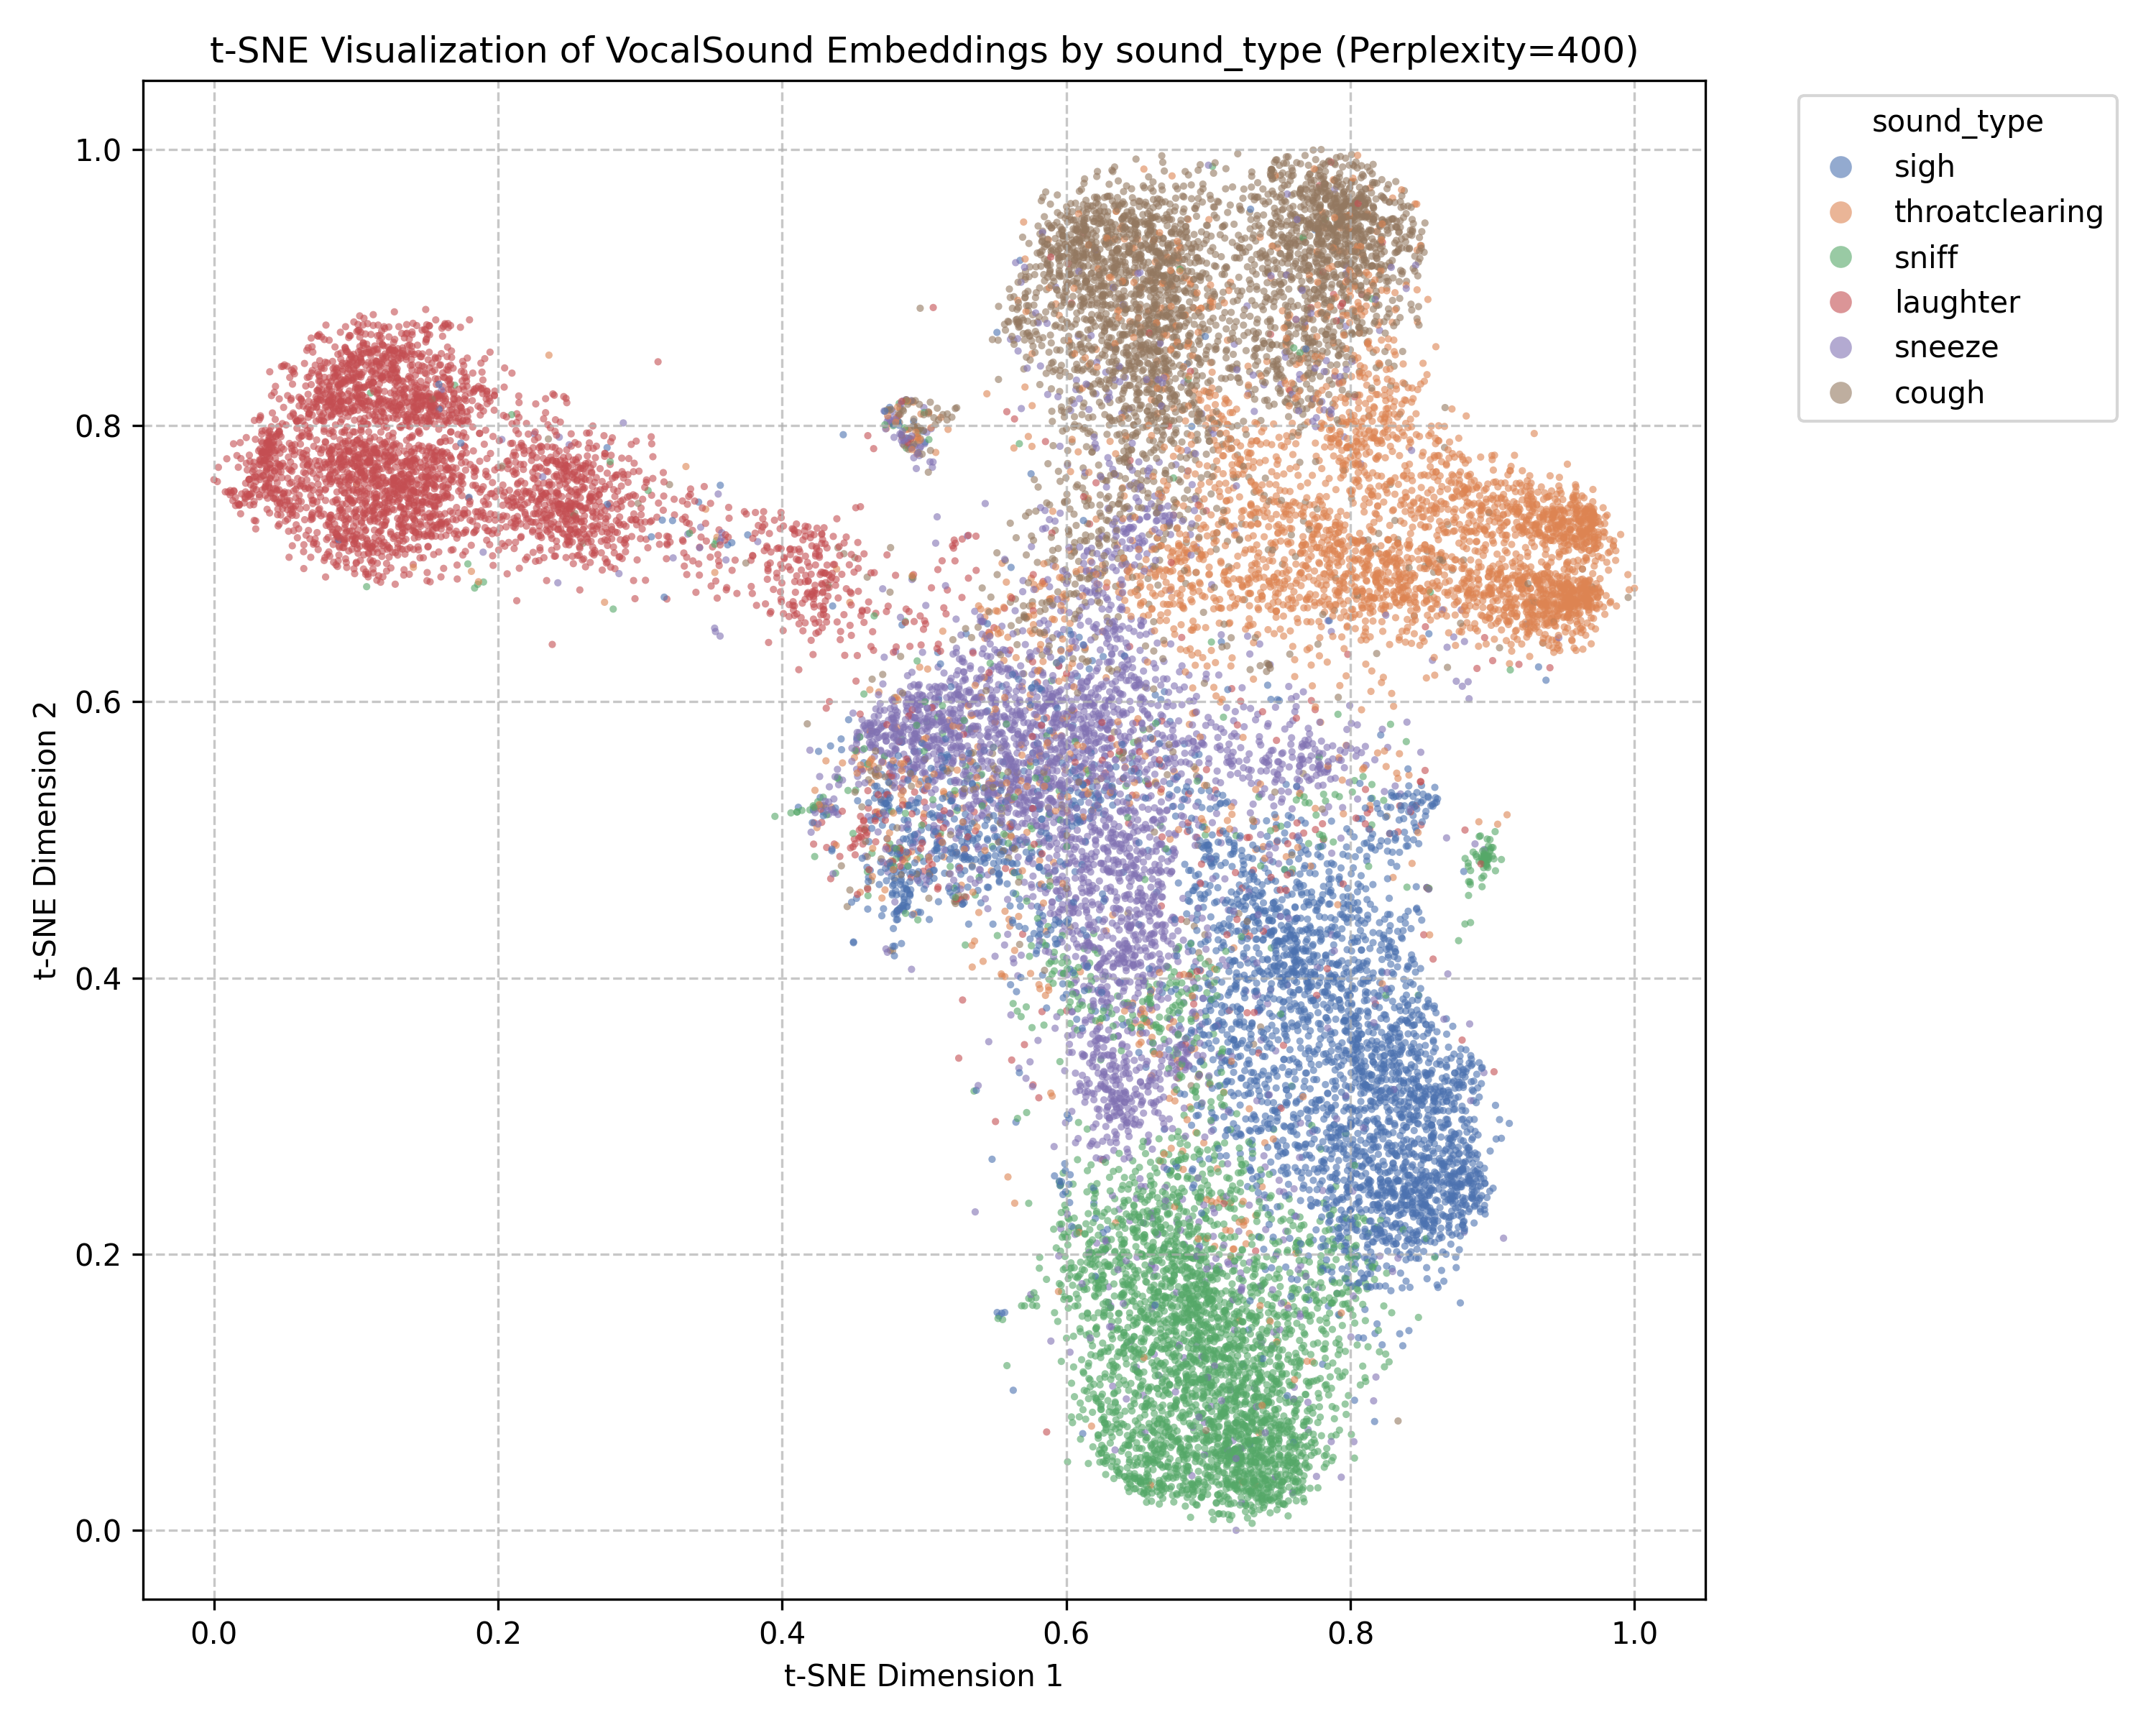 t-SNE Visualization of VocalSound Embeddings by sound_type (Perplexity=400)
sound_type
sigh
throatclearing
sniff
laughter
sneeze
cough
t-SNE Dimension 2
1.0
0.8
0.6
0.4
0.2
0.0
0.0 0.2 0.4 0.6 0.8 1.0
t-SNE Dimension 1